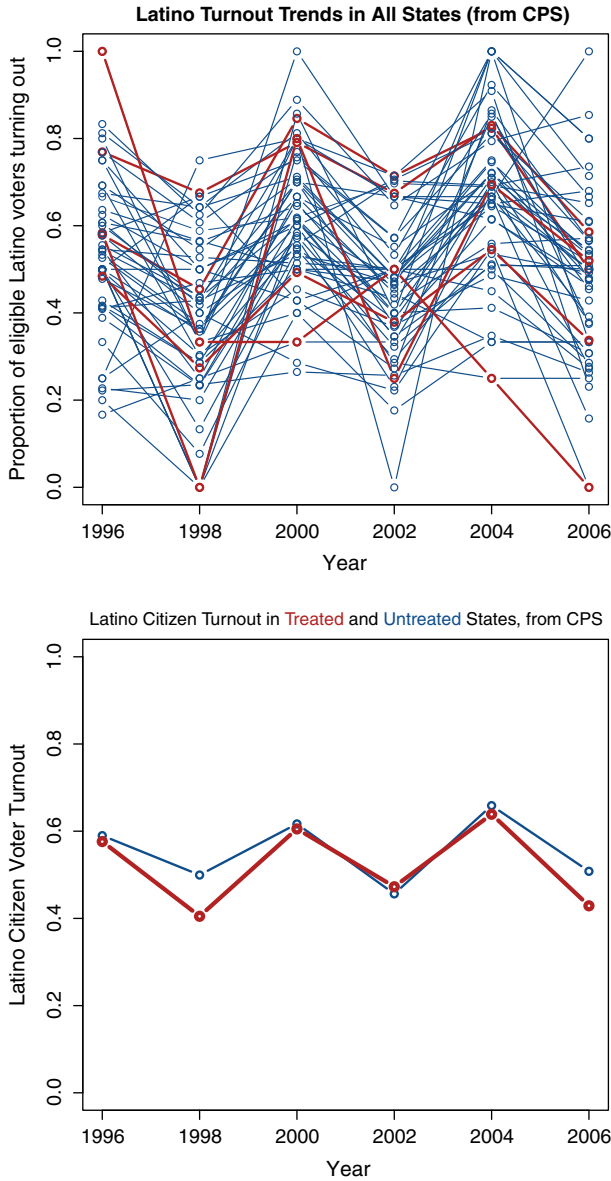 Latino Turnout Trends in All States (from CPS)
Proportion of eligible Latino voters turning out
1.0
0.8
0.6
0.4
0.2
0.0
1996 1998 2000 2002 2004 2006
Year
Latino Citizen Turnout in Treated and Untreated States, from CPS
Latino Citizen Voter Turnout
1.0
0.8
0.6
0.4
0.2
0.0
1996 1998 2000 2002 2004 2006
Year